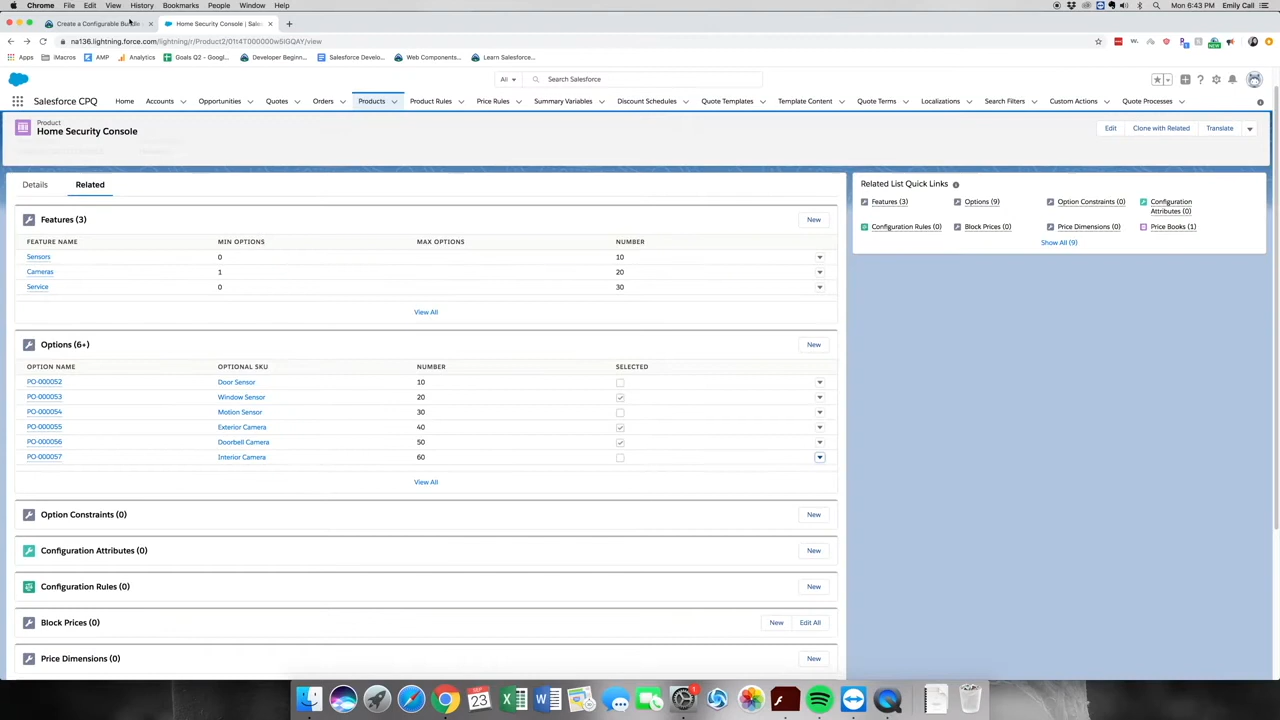 Chrome File Edit View History Bookmarks People Window Help Mon 6:43 PM Emily Call
Create a Configurable Bundle Home Security Console | Sales
na136.lightning.force.com/lightning/r/Product2/01t4T000000wSIGQAY/view
Apps iMacros AMP Analytics Goals Q2 - Googl... Developer Beginn... Salesforce Develo... Web Components... Learn Salesforce...
All Search Salesforce
Salesforce CPQ Home Accounts Opportunities Quotes Orders Products Product Rules Price Rules Summary Variables Discount Schedules Quote Templates Template Content Quote Terms Localizations Search Filters Custom Actions Quote Processes
Product
Home Security Console
Edit Clone with Related Translate
Details Related
Features (3) New
FEATURE NAME MIN OPTIONS MAX OPTIONS NUMBER
Sensors 0 10
Cameras 1 20
Service 0 30
View All
Options (6+) New
OPTION NAME OPTIONAL SKU NUMBER SELECTED
PO-000052 Door Sensor 10
PO-000053 Window Sensor 20
PO-000054 Motion Sensor 30
PO-000055 Exterior Camera 40
PO-000056 Doorbell Camera 50
PO-000057 Interior Camera 60
View All
Option Constraints (0) New
Configuration Attributes (0) New
Configuration Rules (0) New
Block Prices (0) New Edit All
Price Dimensions (0) New
Related List Quick Links
Features (3) Options (9) Option Constraints (0) Configuration
Attributes (0)
Configuration Rules (0) Block Prices (0) Price Dimensions (0) Price Books (1)
Show All (9)